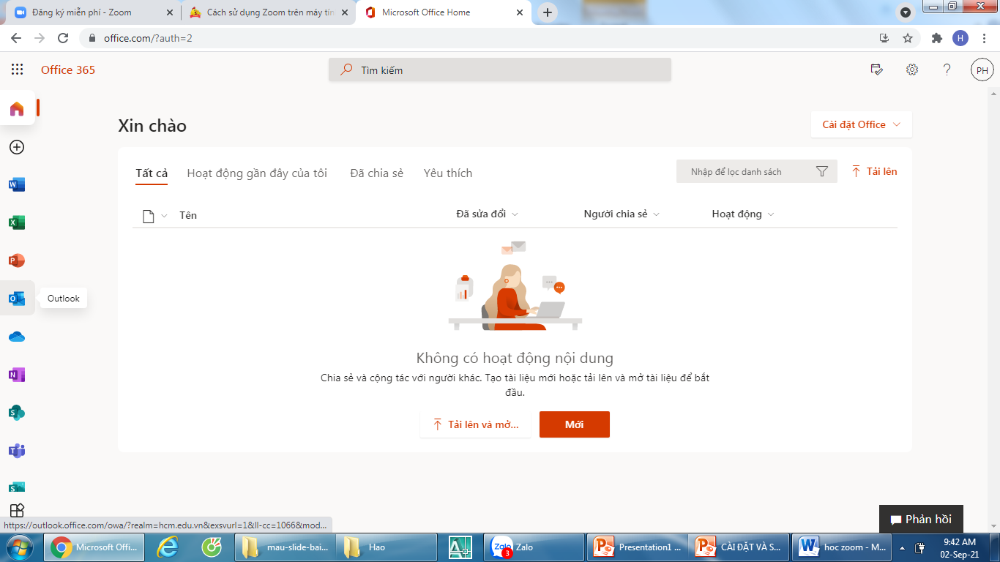 Đăng ký miễn phí - Zoom
Cách sử dụng Zoom trên máy tín
Microsoft Office Home
office.com/?auth=2
H
Office 365
Tìm kiếm
PH
Xin chào
Cài đặt Office
Tất cả
Hoạt động gần đây của tôi
Đã chia sẻ
Yêu thích
Nhập để lọc danh sách
Tải lên
Tên
Đã sửa đổi
Người chia sẻ
Hoạt động
Outlook
Không có hoạt động nội dung
Chia sẻ và cộng tác với người khác. Tạo tài liệu mới hoặc tải lên và mở tài liệu để bắt
đầu.
Tải lên và mở...
Mới
Phản hồi
https://outlook.office.com/owa/?realm=hcm.edu.vn&exsvurl=1&ll-cc=1066&mod...
Microsoft Offi...
mau-slide-bai...
Hao
Zalo
3
Zalo
Presentation1 ...
CÀI ĐẶT VÀ S...
hoc zoom - M...
9:42 AM
02-Sep-21